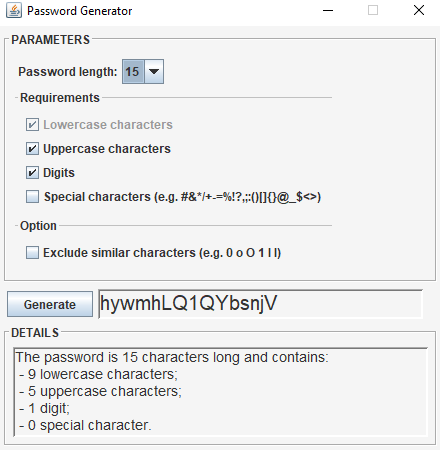 Password Generator
PARAMETERS
Password length: 15
Requirements
Lowercase characters
Uppercase characters
Digits
Special characters (e.g. #&*/+-=%!?,;:()[]{}@_$<>)
Option
Exclude similar characters (e.g. 0 o O 1 l I)
Generate hywmhLQ1QYbsnjV
DETAILS
The password is 15 characters long and contains:
- 9 lowercase characters;
- 5 uppercase characters;
- 1 digit;
- 0 special character.